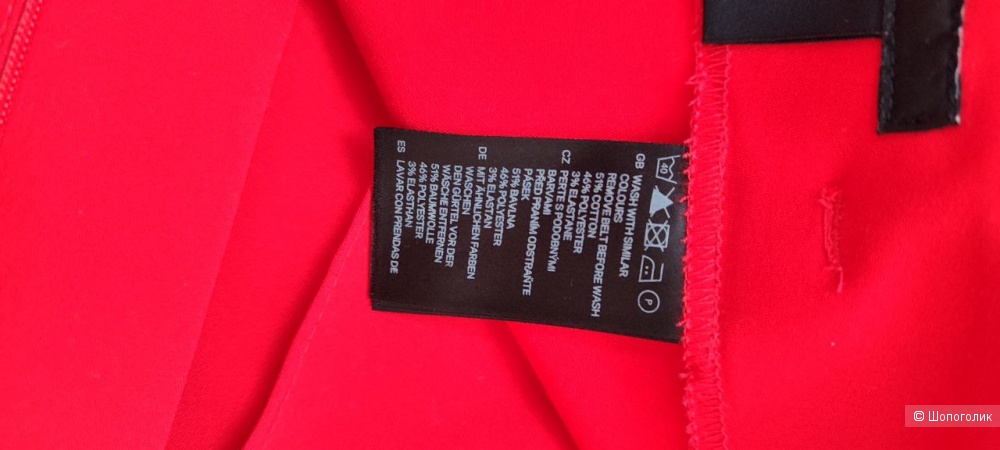 40
P
GB WASH WITH SIMILAR
COLOURS
REMOVE BELT BEFORE WASH
51% COTTON
46% POLYESTER
3% ELASTANE
CZ PERTE S PODOBNÝMI
BARVAMI
PŘED PRANÍM ODSTRAŇTE
PÁSEK
51% BAVLNA
46% POLYESTER
3% ELASTAN
DE MIT ÄHNLICHEN FARBEN
WASCHEN
DEN GÜRTEL VOR DER
WÄSCHE ENTFERNEN
51% BAUMWOLLE
46% POLYESTER
3% ELASTHAN
ES LAVAR CON PRENDAS DE
© Шопоголик